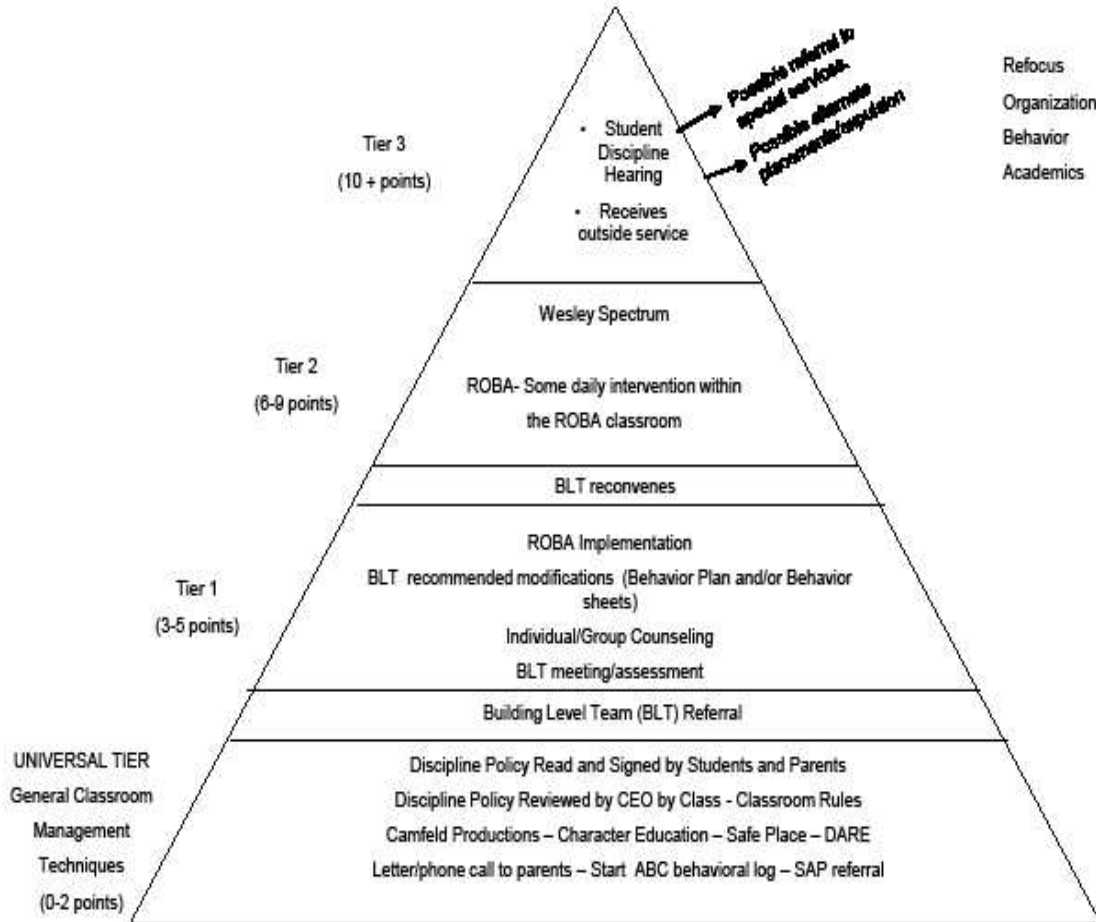 Possible referral to
special services.
Possible alternate
placements/expulsion
Refocus
Organization
Behavior
Academics
Tier 3
(10 + points)
• Student
Discipline
Hearing
• Receives
outside service
Wesley Spectrum
Tier 2
(6-9 points)
ROBA- Some daily intervention within
the ROBA classroom
BLT reconvenes
ROBA Implementation
BLT recommended modifications (Behavior Plan and/or Behavior
sheets)
Tier 1
(3-5 points)
Individual/Group Counseling
BLT meeting/assessment
Building Level Team (BLT) Referral
UNIVERSAL TIER
General Classroom
Management
Techniques
(0-2 points)
Discipline Policy Read and Signed by Students and Parents
Discipline Policy Reviewed by CEO by Class - Classroom Rules
Camfeld Productions – Character Education – Safe Place – DARE
Letter/phone call to parents – Start ABC behavioral log – SAP referral